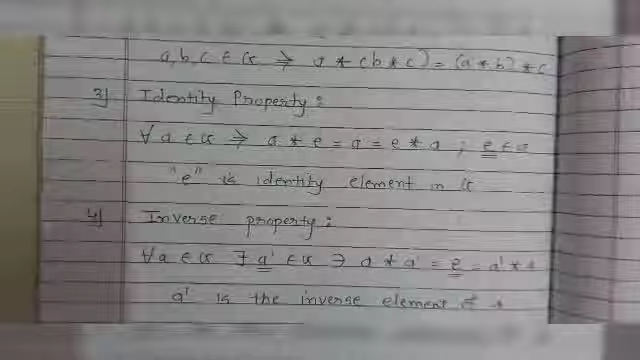 a, b, c ∈ G ⇒ a * (b * c) = (a * b) * c
3) Identity Property :
∀ a ∈ G ⇒ a * e = a = e * a ; e ∈ G
"e" is identity element in G
4) Inverse property :
∀ a ∈ G ∃ a' ∈ G ∋ a * a' = e = a' *
a' is the inverse element of